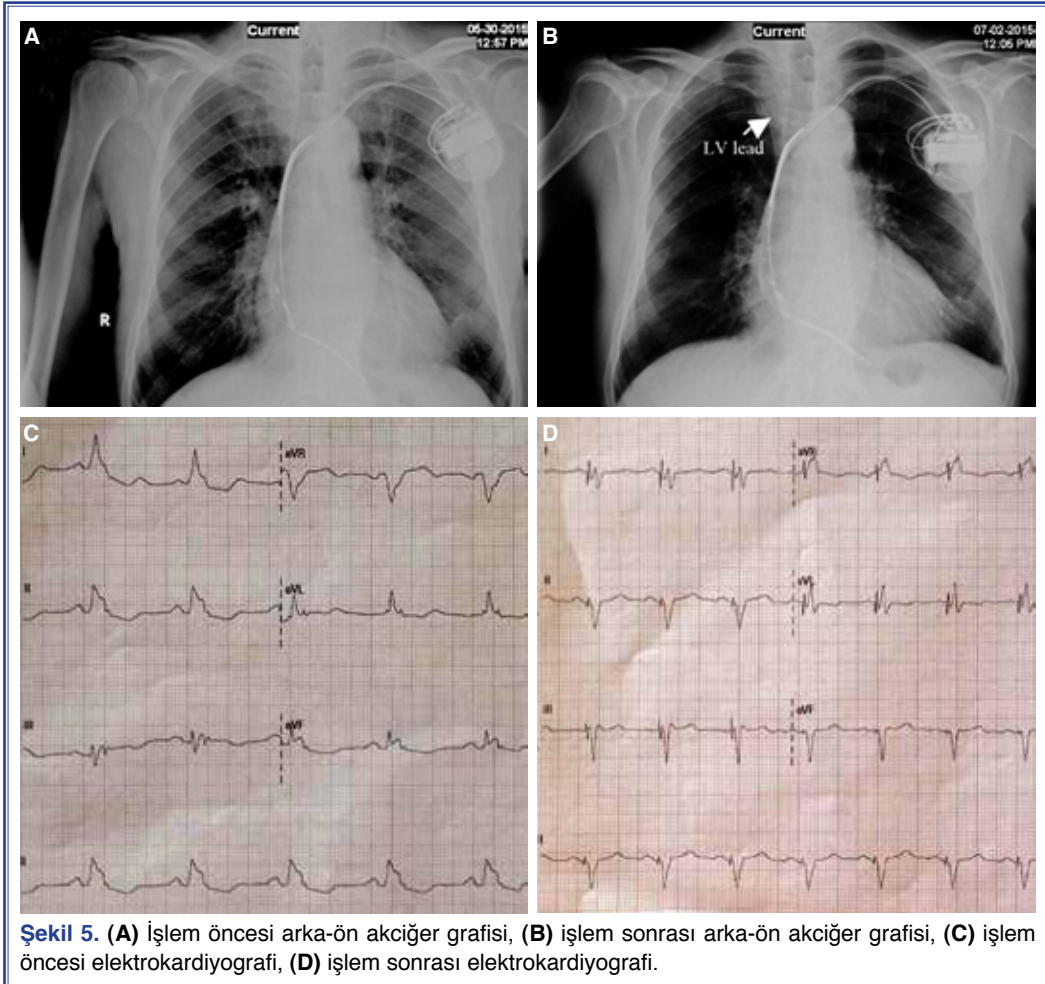 A
Current
05-30-2015
12:57 PM
R
B
Current
07-02-2015
12:05 PM
LV lead
C
I
aVR
II
aVL
III
aVF
II
D
I
aVR
II
aVL
III
aVF
II
Şekil 5. (A) İşlem öncesi arka-ön akciğer grafisi, (B) işlem sonrası arka-ön akciğer grafisi, (C) işlem
öncesi elektrokardiyografi, (D) işlem sonrası elektrokardiyografi.